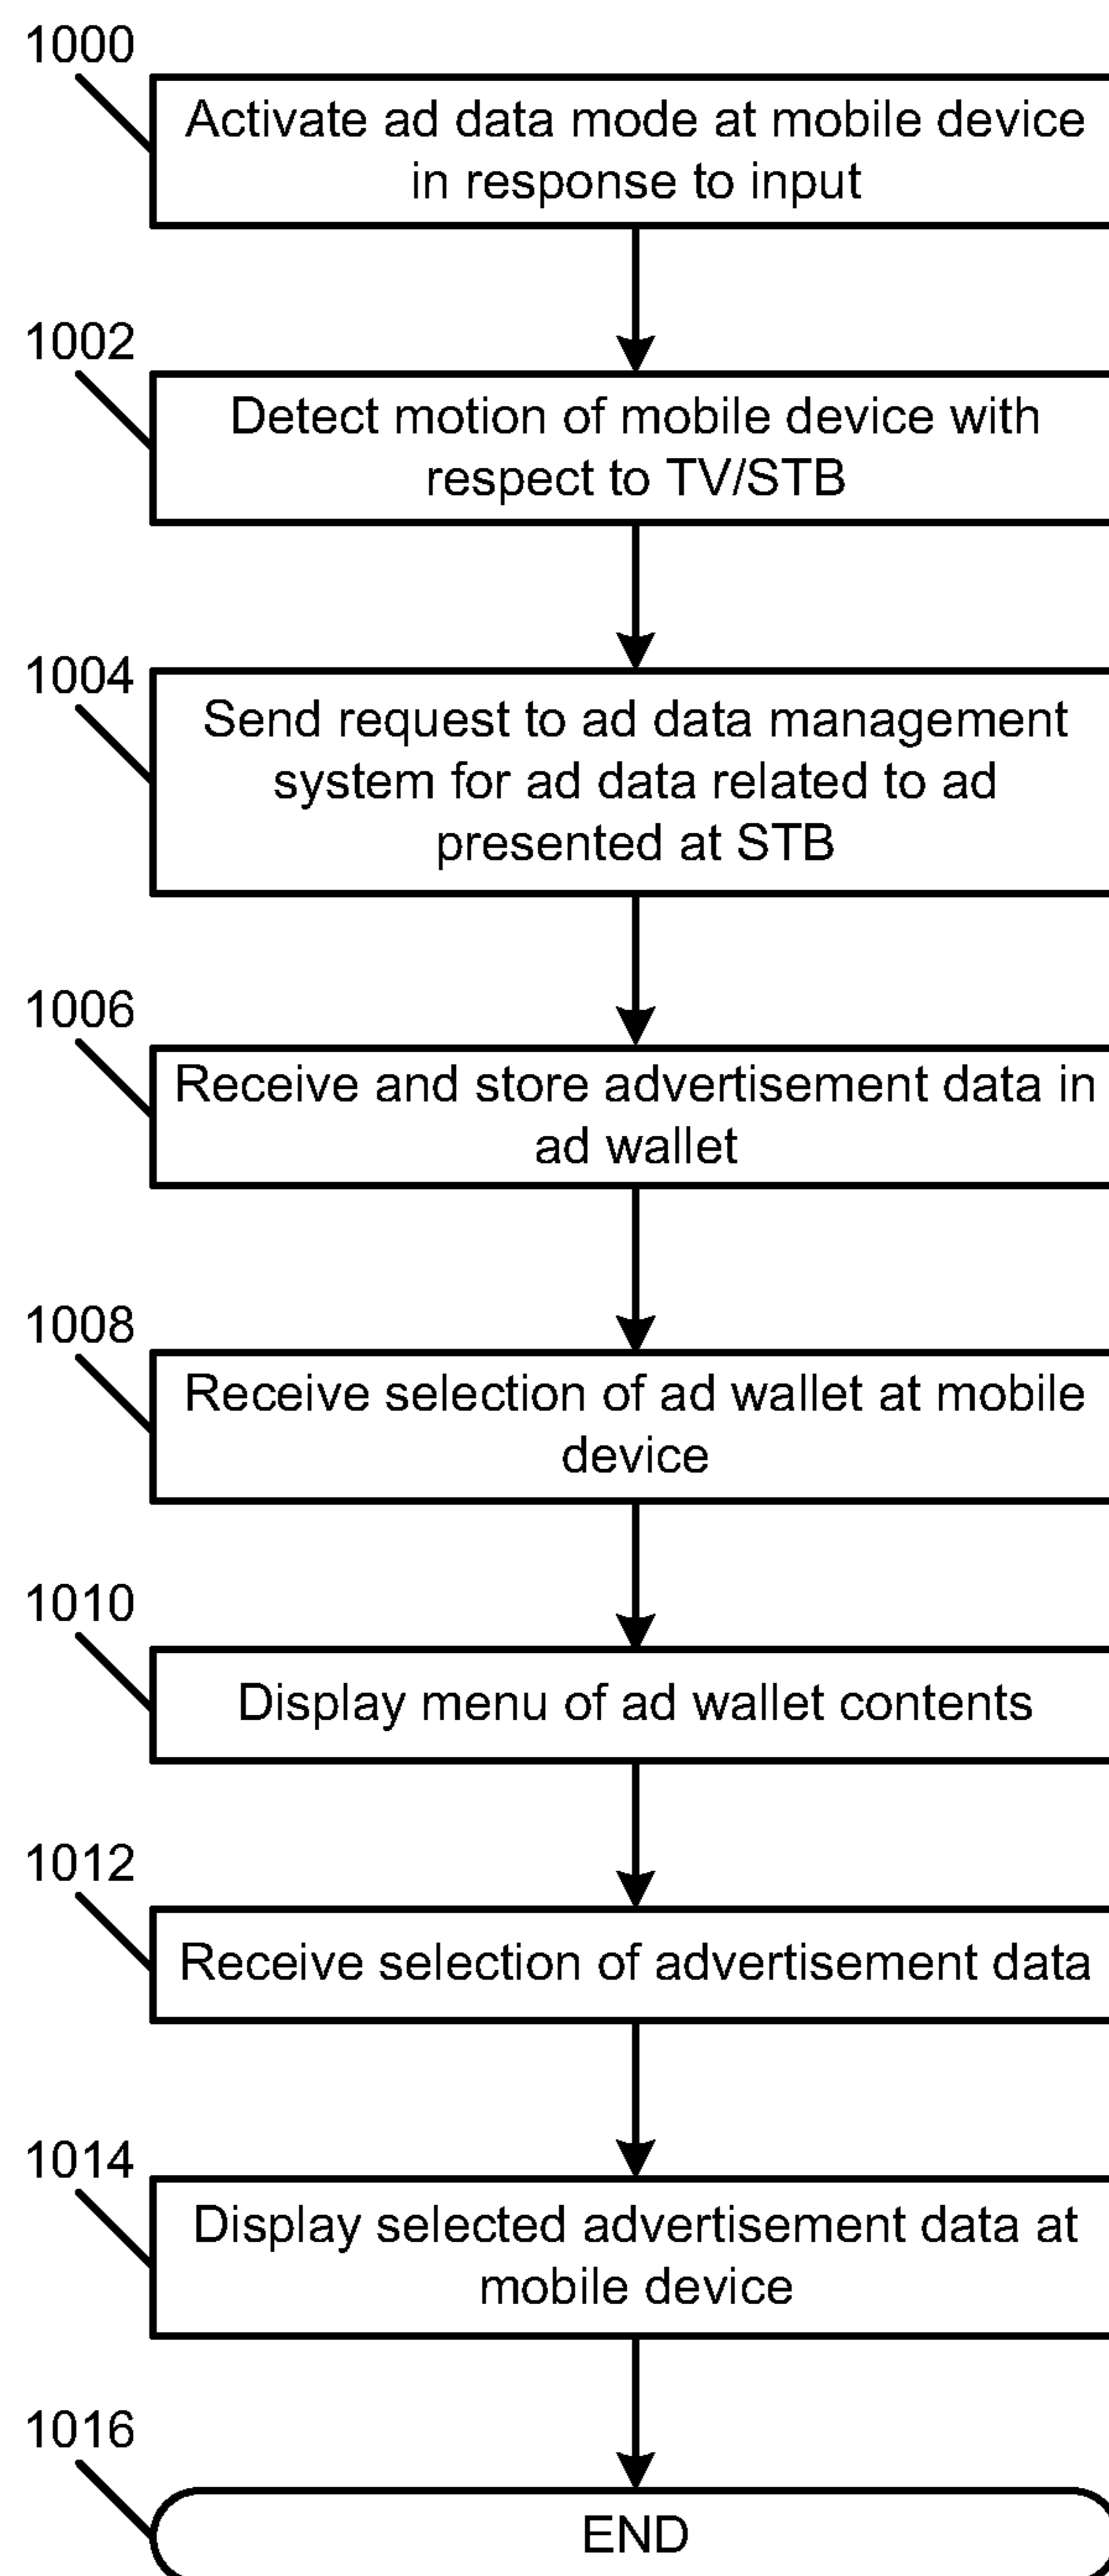 1000
Activate ad data mode at mobile device
in response to input
1002
Detect motion of mobile device with
respect to TV/STB
1004
Send request to ad data management
system for ad data related to ad
presented at STB
1006
Receive and store advertisement data in
ad wallet
1008
Receive selection of ad wallet at mobile
device
1010
Display menu of ad wallet contents
1012
Receive selection of advertisement data
1014
Display selected advertisement data at
mobile device
1016
END